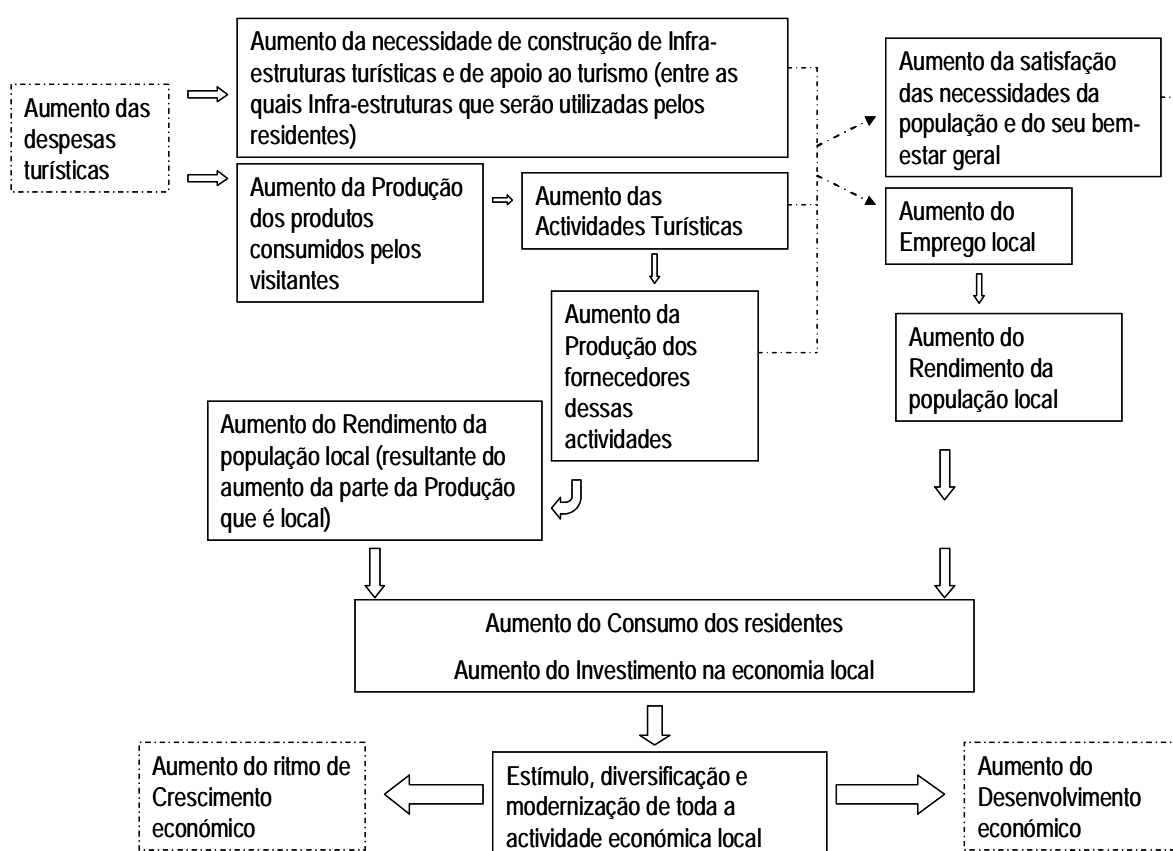 Aumento das
despesas
turísticas
Aumento da necessidade de construção de Infra-
estruturas turísticas e de apoio ao turismo (entre as
quais Infra-estruturas que serão utilizadas pelos
residentes)
Aumento da Produção
dos produtos
consumidos pelos
visitantes
Aumento das
Actividades Turísticas
Aumento da satisfação
das necessidades da
população e do seu bem-
estar geral
Aumento do
Emprego local
Aumento da
Produção dos
fornecedores
dessas
actividades
Aumento do
Rendimento da
população local
Aumento do Rendimento da
população local (resultante do
aumento da parte da Produção
que é local)
Aumento do Consumo dos residentes
Aumento do Investimento na economia local
Aumento do ritmo de
Crescimento
económico
Estímulo, diversificação e
modernização de toda a
actividade económica local
Aumento do
Desenvolvimento
económico